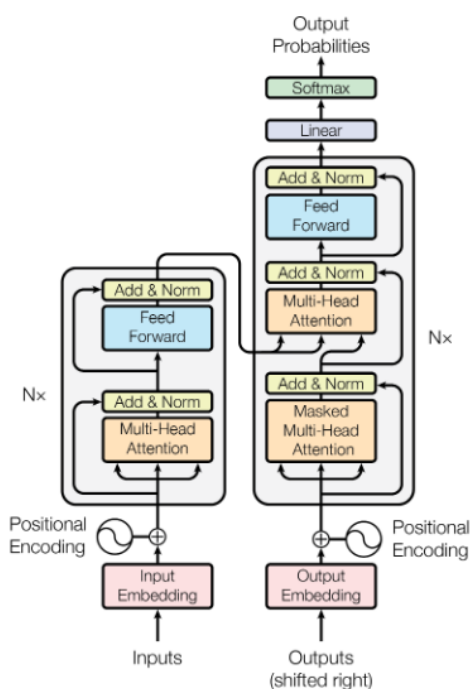 Output
Probabilities
Softmax
Linear
Add & Norm
Feed
Forward
Add & Norm
Multi-Head
Attention
Add & Norm
Masked
Multi-Head
Attention
Nx
Add & Norm
Feed
Forward
Add & Norm
Multi-Head
Attention
Nx
Positional
Encoding
Positional
Encoding
Input
Embedding
Output
Embedding
Inputs
Outputs
(shifted right)